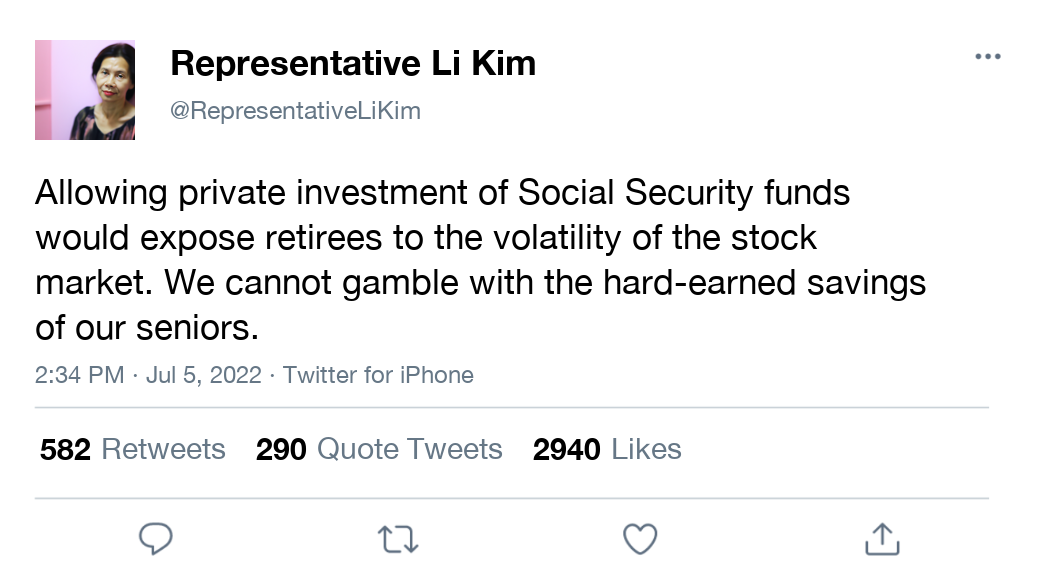 Representative Li Kim
@RepresentativeLiKim
Allowing private investment of Social Security funds
would expose retirees to the volatility of the stock
market. We cannot gamble with the hard-earned savings
of our seniors.
2:34 PM · Jul 5, 2022 · Twitter for iPhone
582 Retweets 290 Quote Tweets 2940 Likes